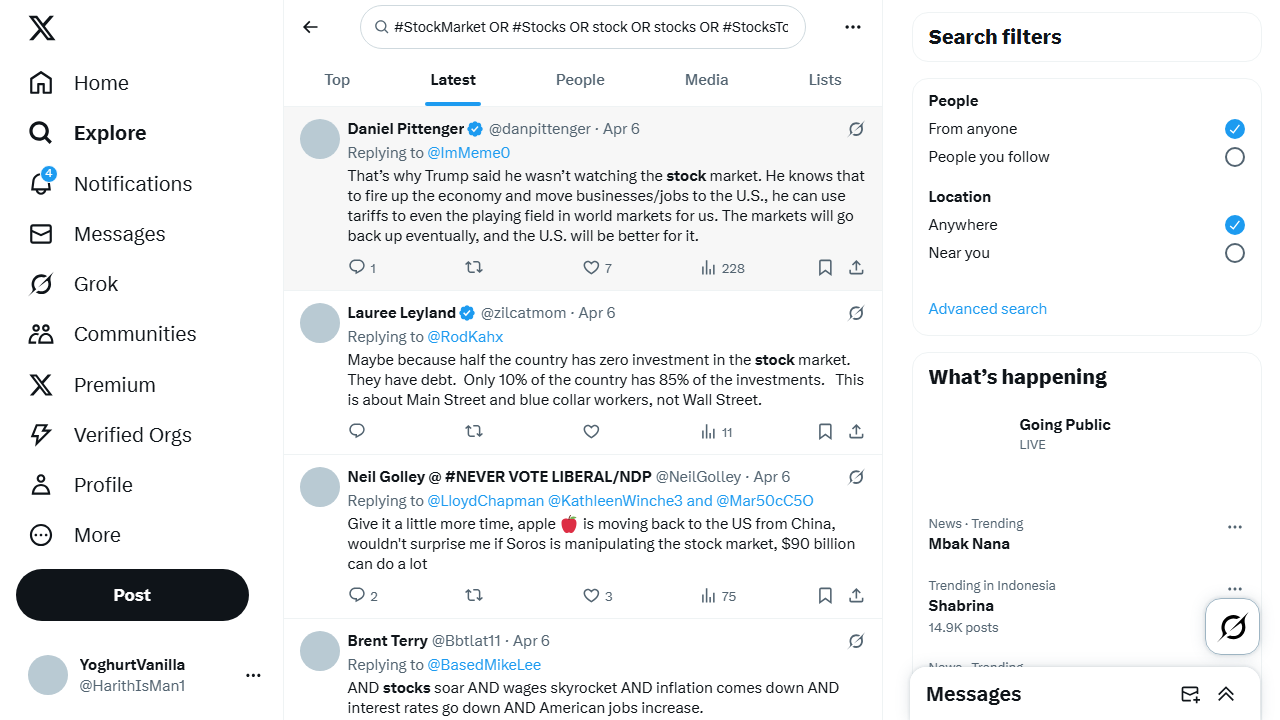 Home
Explore
4
Notifications
Messages
Grok
Communities
Premium
Verified Orgs
Profile
More
Post
YoghurtVanilla
@HarithIsMan1
#StockMarket OR #Stocks OR stock OR stocks OR #StocksTo
Top
Latest
People
Media
Lists
Daniel Pittenger @danpittenger · Apr 6
Replying to @ImMeme0
That’s why Trump said he wasn’t watching the stock market. He knows that
to fire up the economy and move businesses/jobs to the U.S., he can use
tariffs to even the playing field in world markets for us. The markets will go
back up eventually, and the U.S. will be better for it.
1
7
228
Lauree Leyland @zilcatmom · Apr 6
Replying to @RodKahx
Maybe because half the country has zero investment in the stock market.
They have debt. Only 10% of the country has 85% of the investments. This
is about Main Street and blue collar workers, not Wall Street.
11
Neil Golley @ #NEVER VOTE LIBERAL/NDP @NeilGolley · Apr 6
Replying to @LloydChapman @KathleenWinche3 and @Mar50cC5O
Give it a little more time, apple 🍎 is moving back to the US from China,
wouldn't surprise me if Soros is manipulating the stock market, $90 billion
can do a lot
2
3
75
Brent Terry @Bbtlat11 · Apr 6
Replying to @BasedMikeLee
AND stocks soar AND wages skyrocket AND inflation comes down AND
interest rates go down AND American jobs increase.
Search filters
People
From anyone
People you follow
Location
Anywhere
Near you
Advanced search
What’s happening
Going Public
LIVE
News · Trending
Mbak Nana
Trending in Indonesia
Shabrina
14.9K posts
News · Trending
Messages